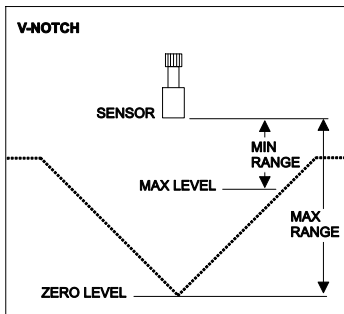 V-NOTCH
SENSOR
MIN
RANGE
MAX LEVEL
MAX
RANGE
ZERO LEVEL